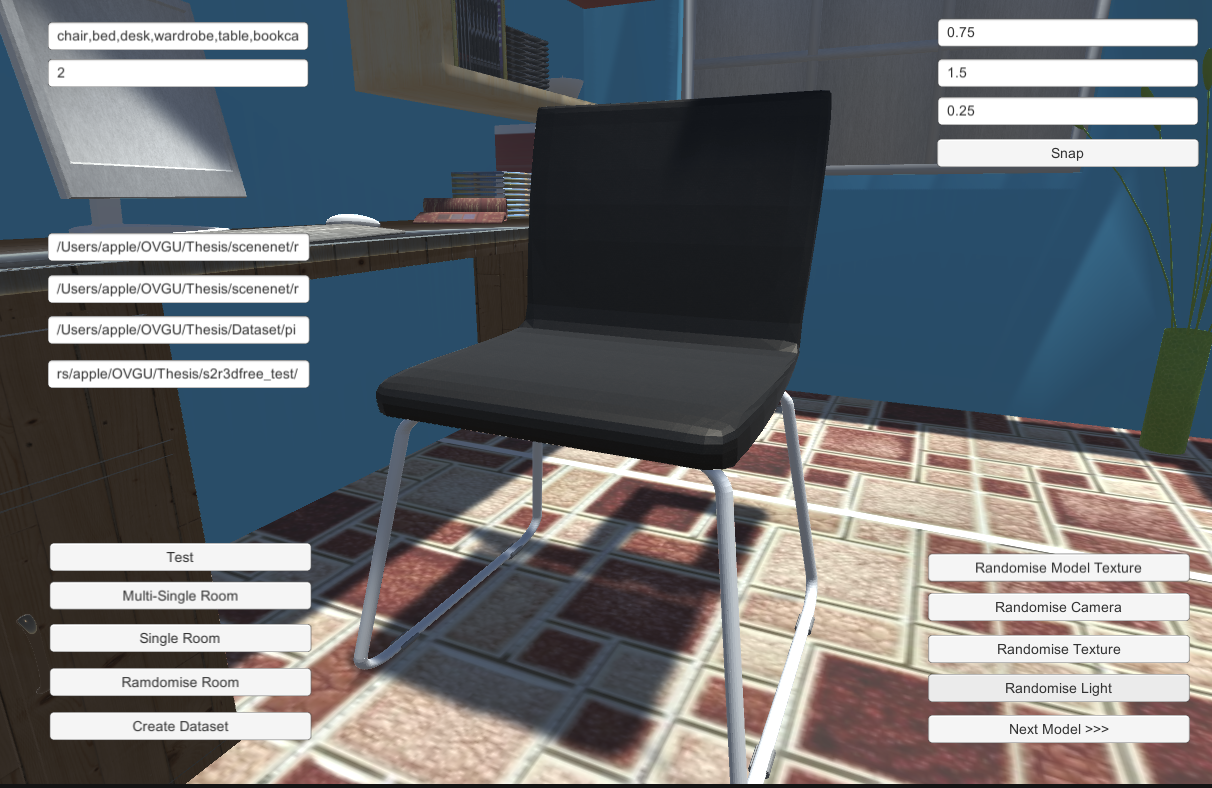 chair,bed,desk,wardrobe,table,bookca
2
/Users/apple/OVGU/Thesis/scenenet/r
/Users/apple/OVGU/Thesis/scenenet/r
/Users/apple/OVGU/Thesis/Dataset/pi
rs/apple/OVGU/Thesis/s2r3dfree_test/
Test
Multi-Single Room
Single Room
Ramdomise Room
Create Dataset
0.75
1.5
0.25
Snap
Randomise Model Texture
Randomise Camera
Randomise Texture
Randomise Light
Next Model >>>